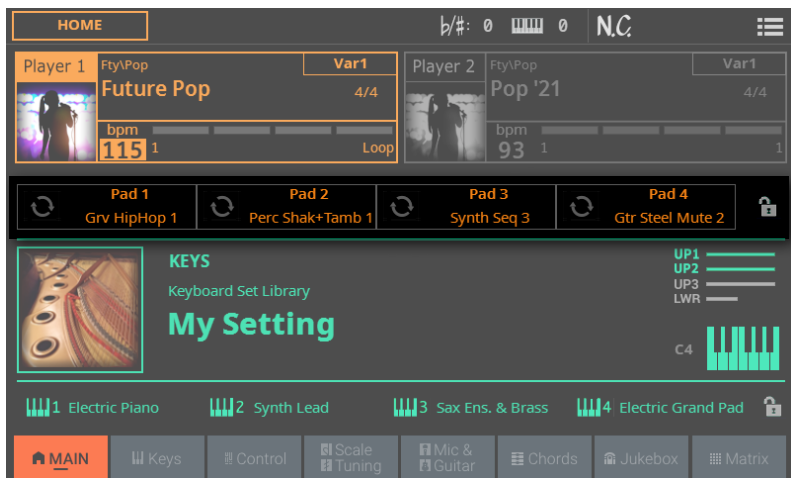 HOME
♭/♯: 0 0 N.C.
Player 1 Fty\Pop Var1
Future Pop 4/4
bpm
115 1 Loop
Player 2 Fty\Pop Var1
Pop '21 4/4
bpm
93 1 1
Pad 1
Grv HipHop 1
Pad 2
Perc Shak+Tamb 1
Pad 3
Synth Seq 3
Pad 4
Gtr Steel Mute 2
KEYS
Keyboard Set Library
My Setting
UP1
UP2
UP3
LWR
C4
1 Electric Piano
2 Synth Lead
3 Sax Ens. & Brass
4 Electric Grand Pad
MAIN
Keys
Control
Scale
Tuning
Mic &
Guitar
Chords
Jukebox
Matrix